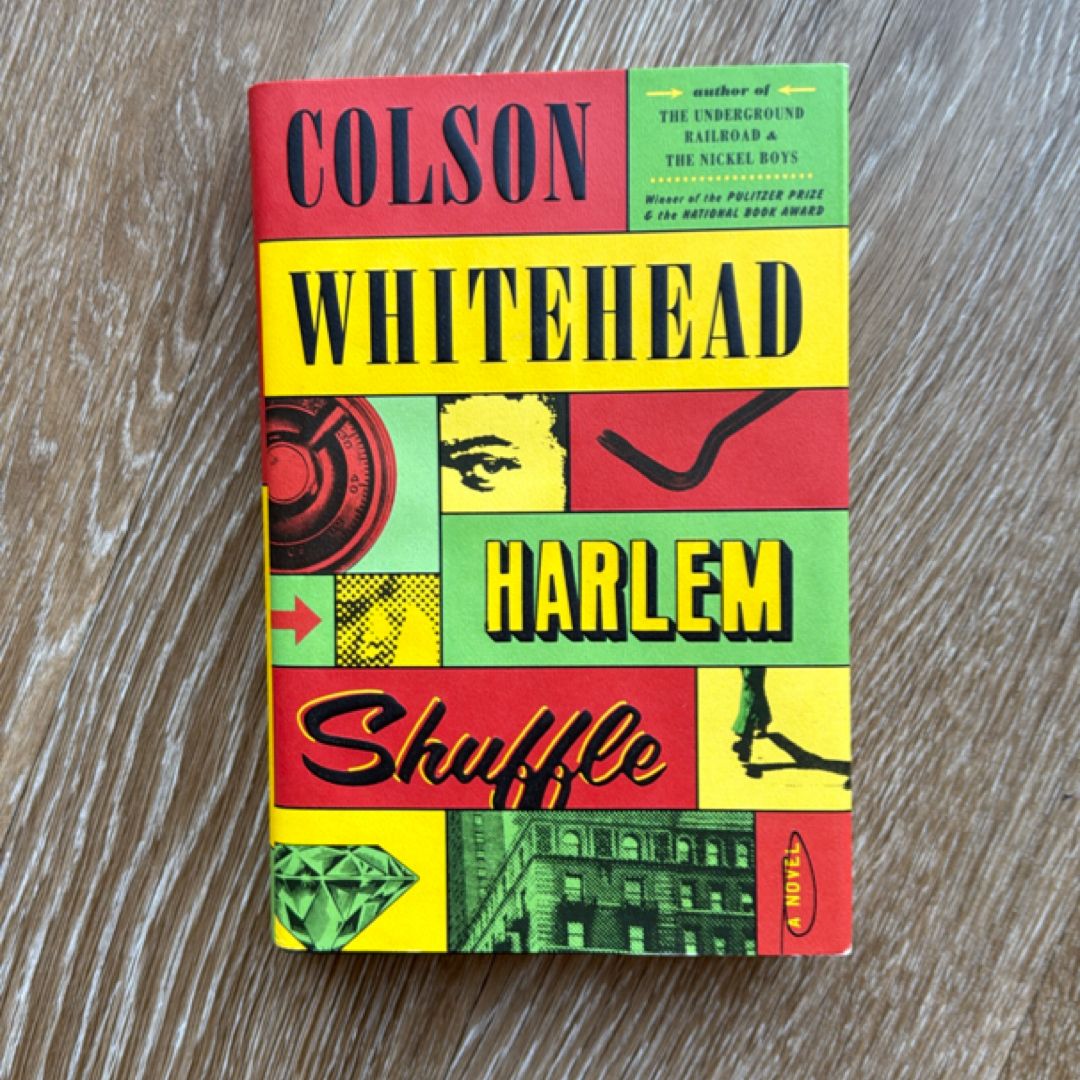 COLSON
author of
THE UNDERGROUND
RAILROAD &
THE NICKEL BOYS
Winner of the PULITZER PRIZE
& the NATIONAL BOOK AWARD
WHITEHEAD
HARLEM
Shuffle
A NOVEL